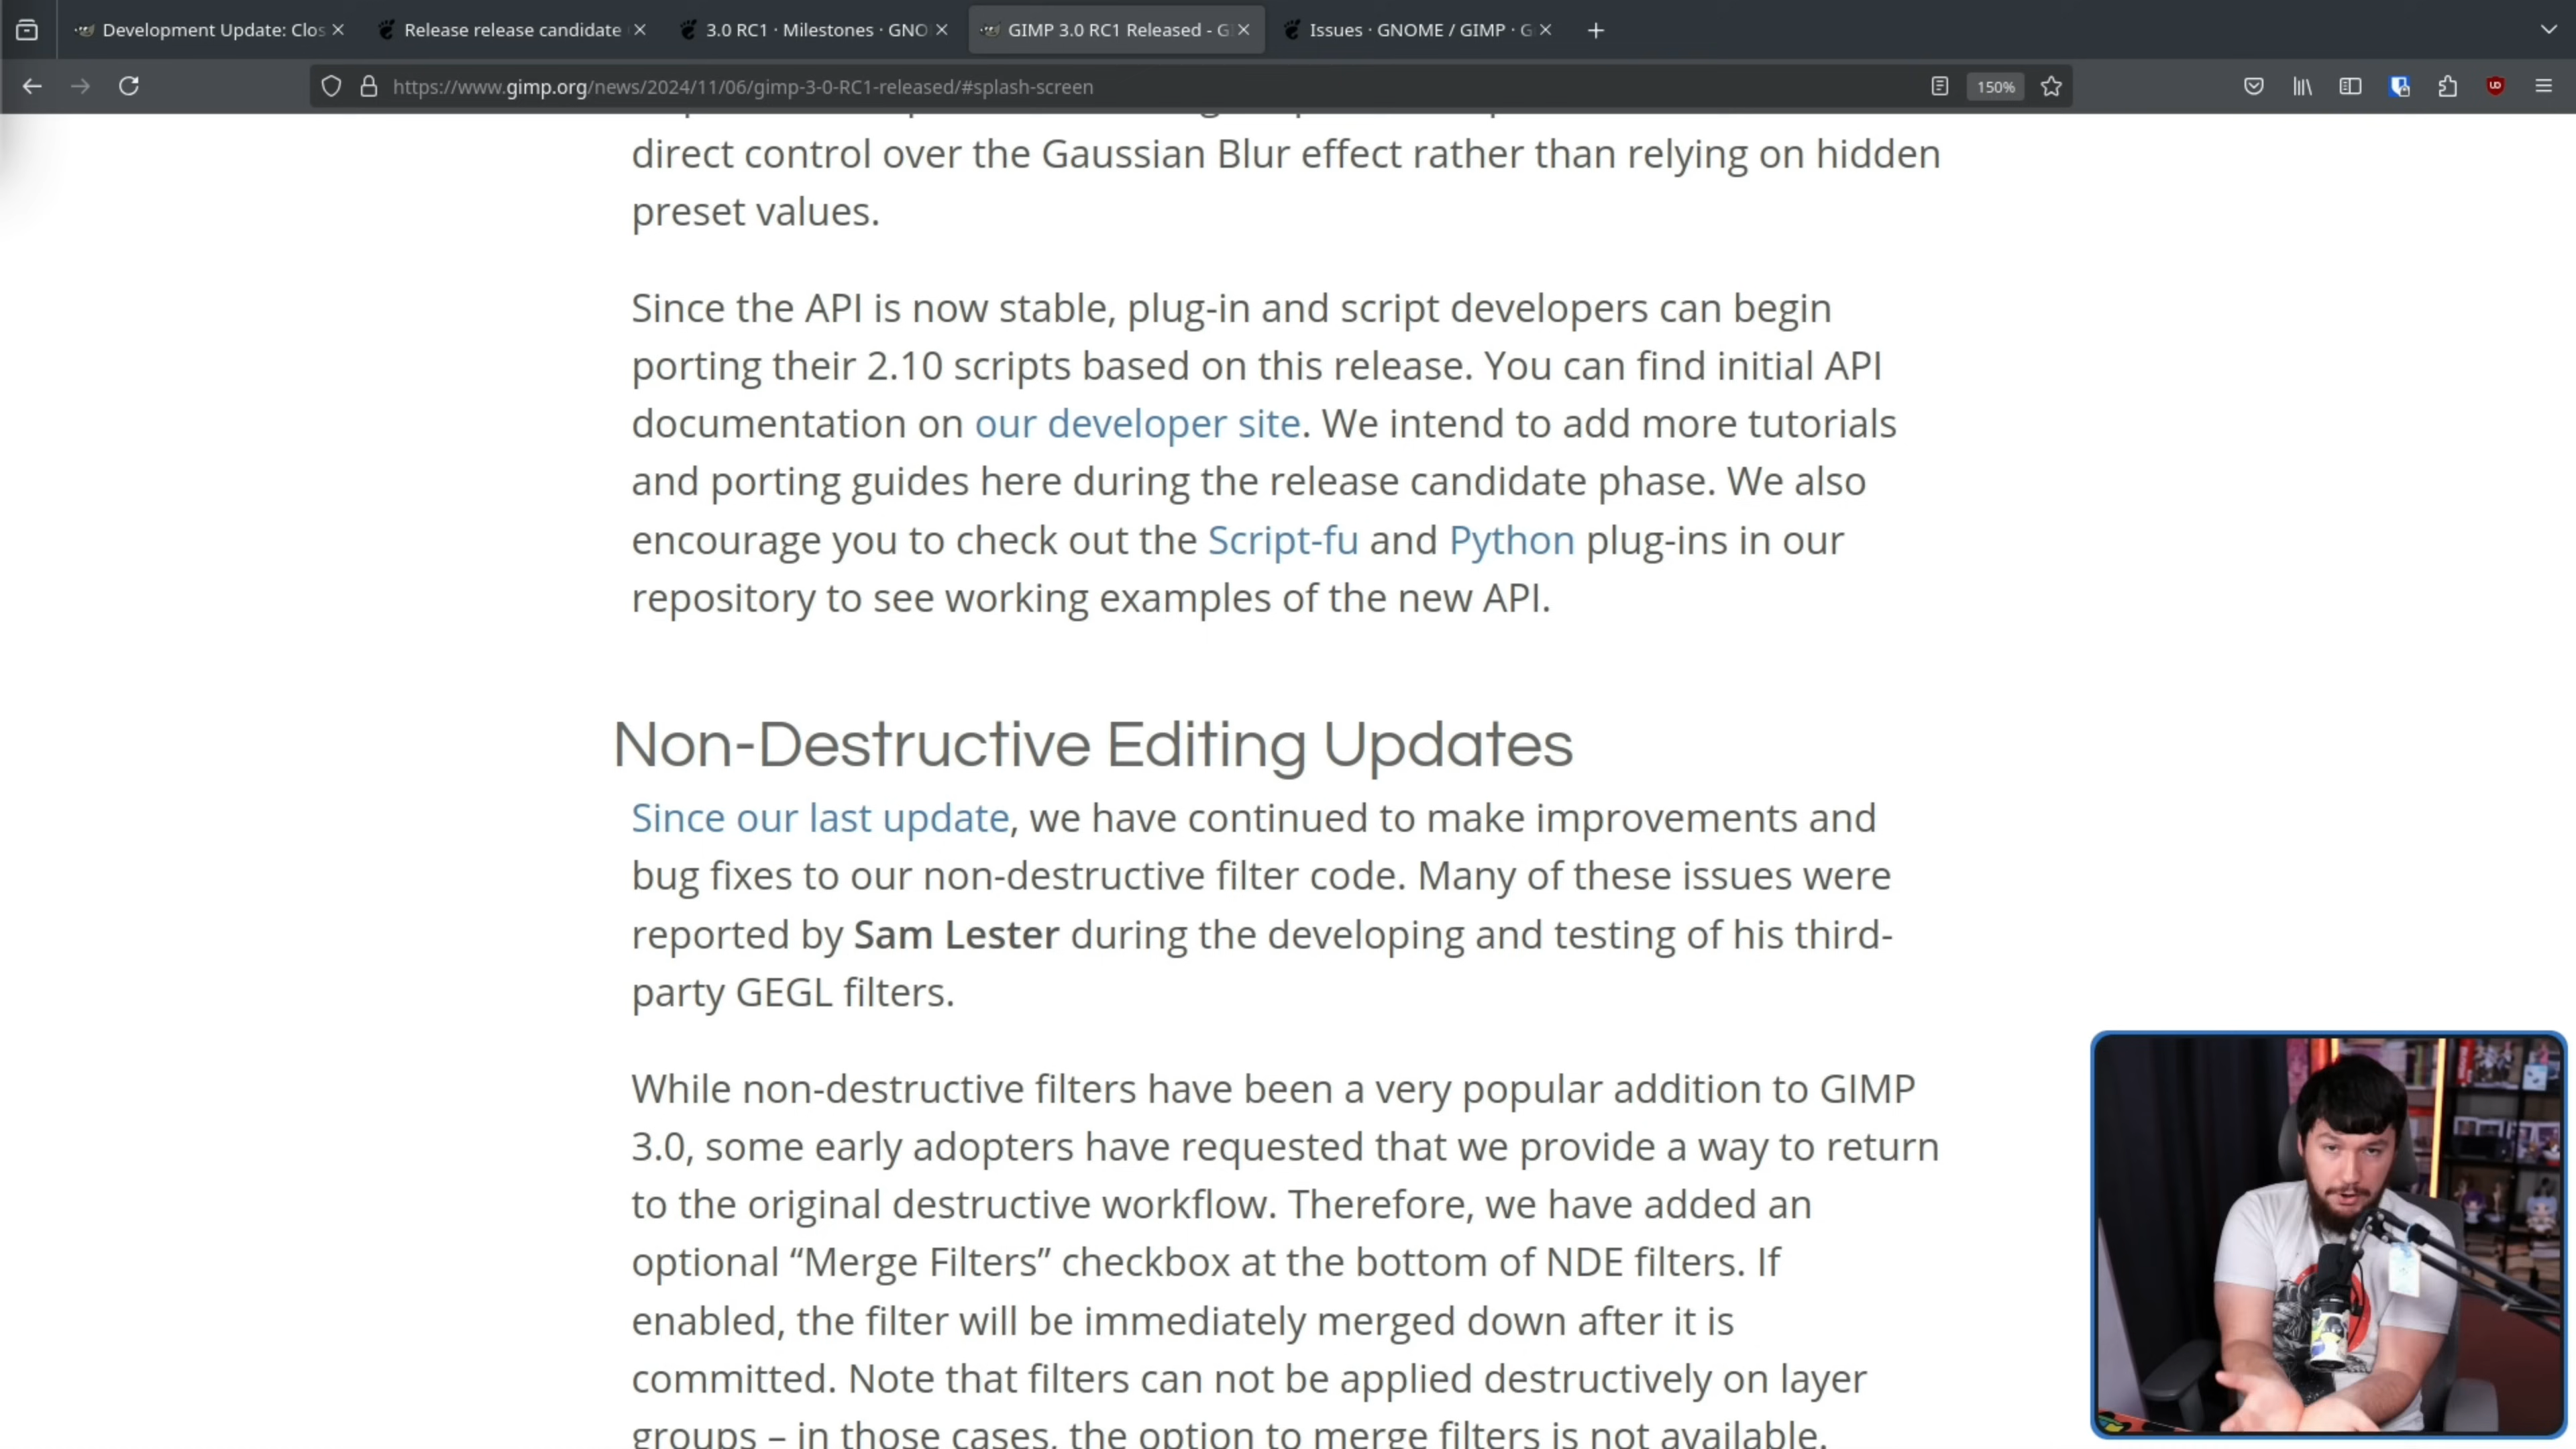 Development Update: Clos
Release release candidate
3.0 RC1 · Milestones · GNO
GIMP 3.0 RC1 Released - G
Issues · GNOME / GIMP · G
https://www.gimp.org/news/2024/11/06/gimp-3-0-RC1-released/#splash-screen
150%
direct control over the Gaussian Blur effect rather than relying on hidden
preset values.
Since the API is now stable, plug-in and script developers can begin
porting their 2.10 scripts based on this release. You can find initial API
documentation on our developer site. We intend to add more tutorials
and porting guides here during the release candidate phase. We also
encourage you to check out the Script-fu and Python plug-ins in our
repository to see working examples of the new API.
Non-Destructive Editing Updates
Since our last update, we have continued to make improvements and
bug fixes to our non-destructive filter code. Many of these issues were
reported by Sam Lester during the developing and testing of his third-
party GEGL filters.
While non-destructive filters have been a very popular addition to GIMP
3.0, some early adopters have requested that we provide a way to return
to the original destructive workflow. Therefore, we have added an
optional “Merge Filters” checkbox at the bottom of NDE filters. If
enabled, the filter will be immediately merged down after it is
committed. Note that filters can not be applied destructively on layer
groups – in those cases, the option to merge filters is not available.